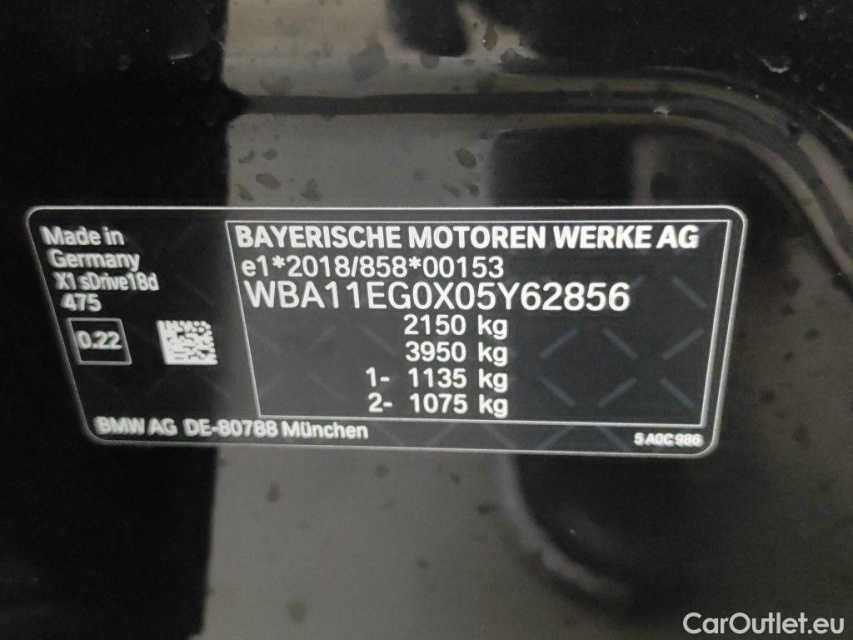 Made in
Germany
X1 sDrive18d
475
0.22
BAYERISCHE MOTOREN WERKE AG
e1*2018/858*00153
WBA11EG0X05Y62856
2150 kg
3950 kg
1- 1135 kg
2- 1075 kg
BMW AG DE-80788 München
5A0C986
CarOutlet.eu